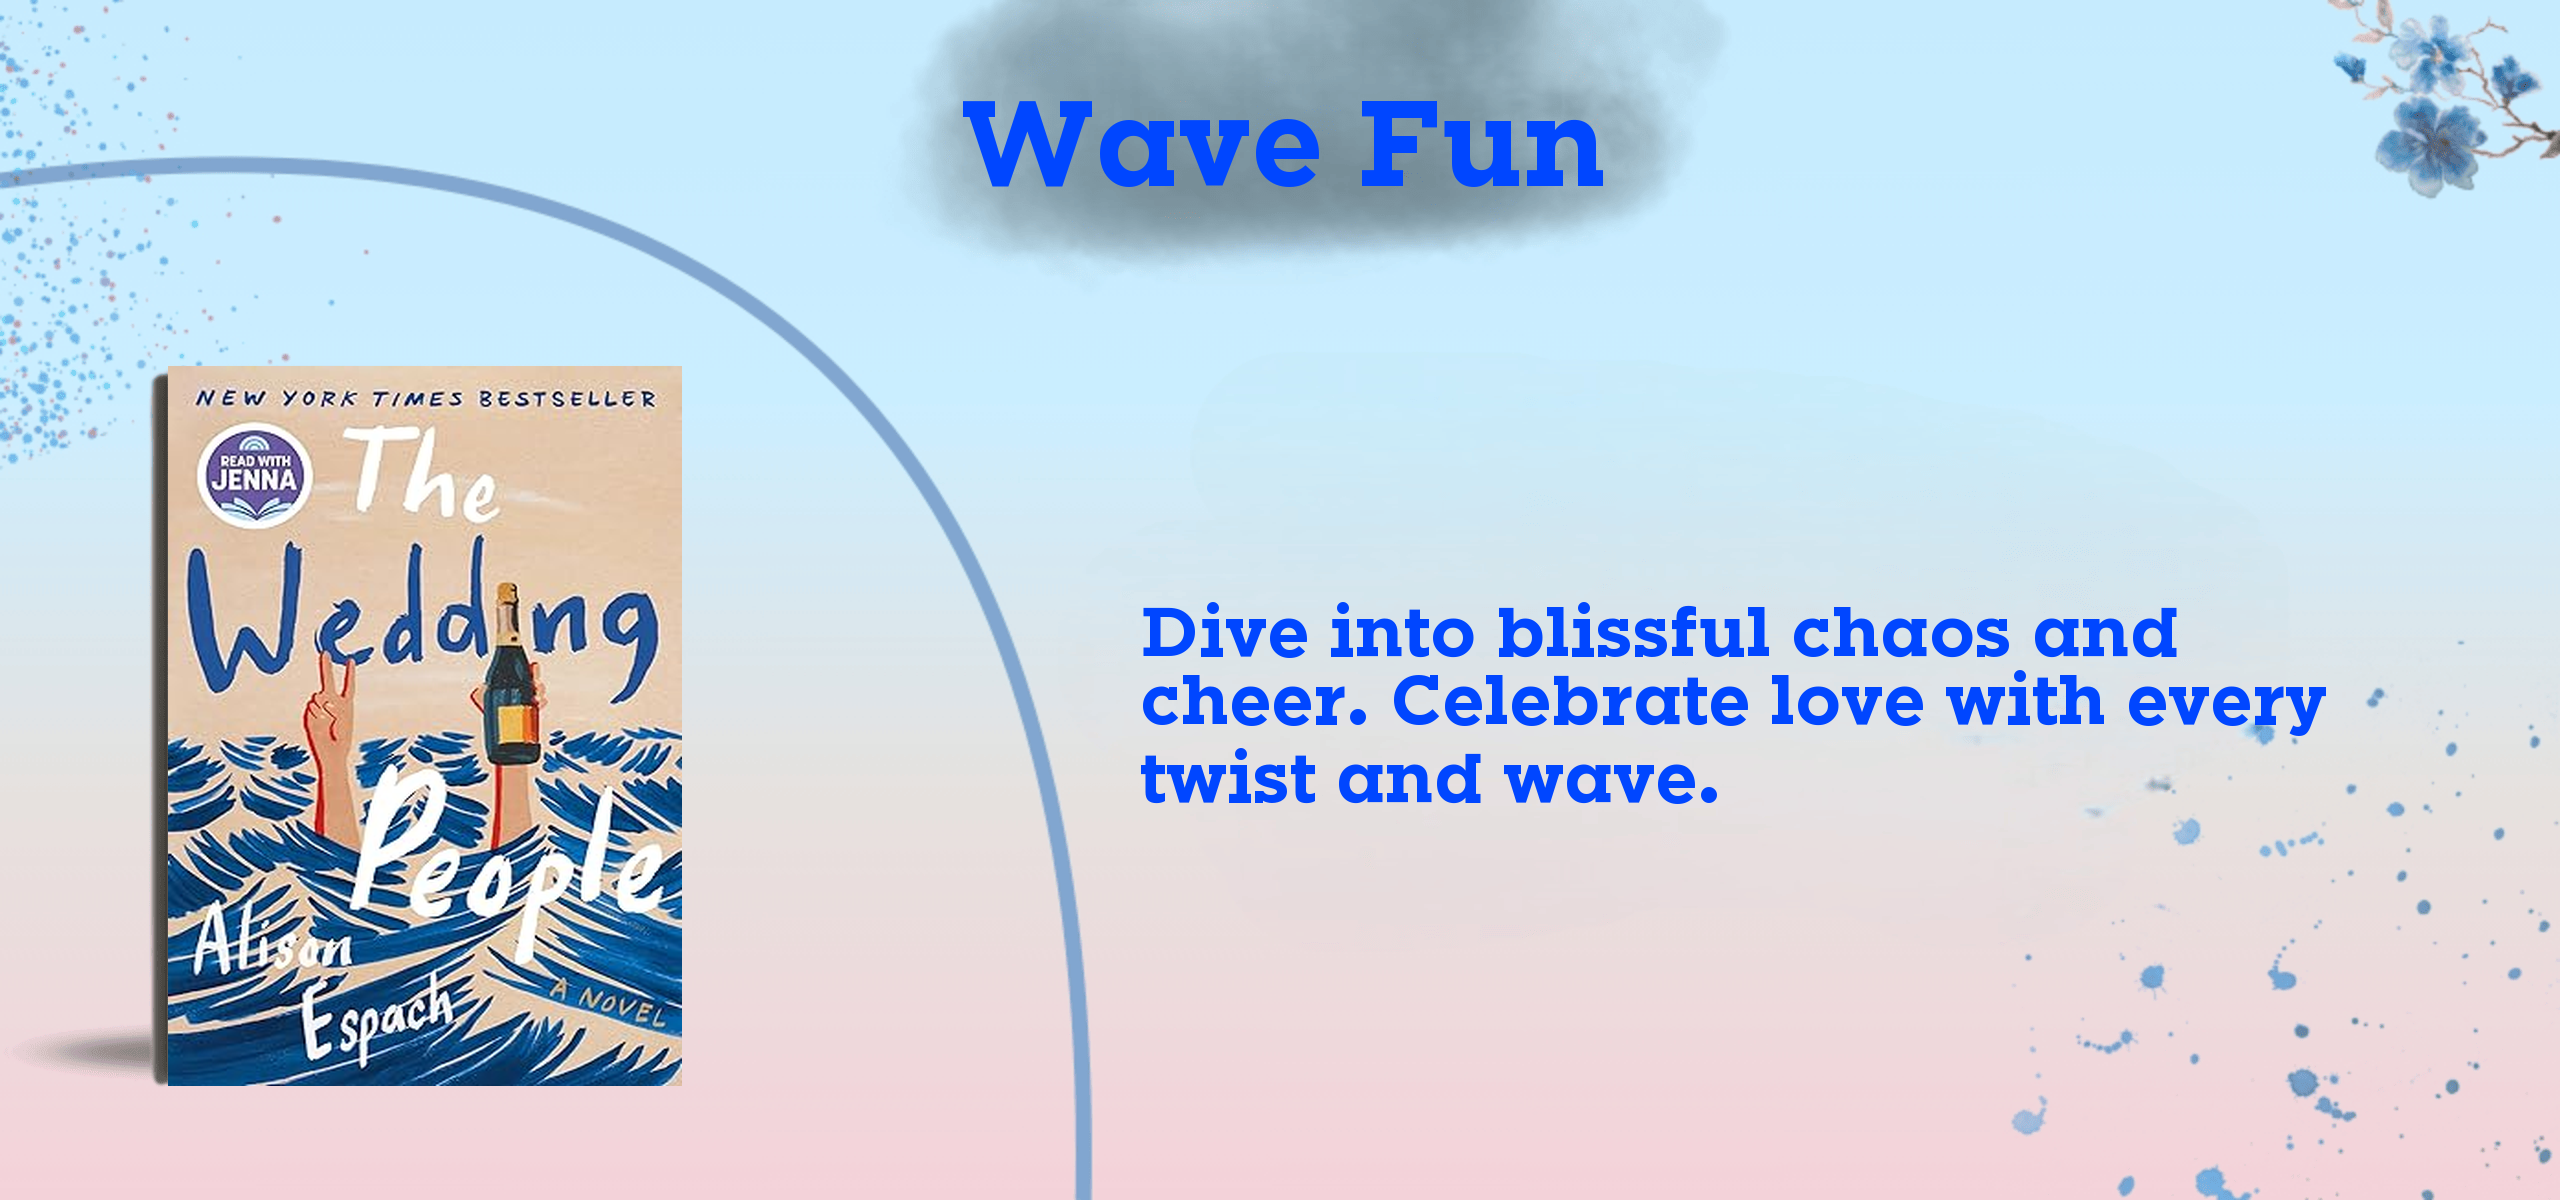 Wave Fun
NEW YORK TIMES BESTSELLER
READ WITH
JENNA
The
Wedding
People
Alison
Espach
A NOVEL
Dive into blissful chaos and
cheer. Celebrate love with every
twist and wave.